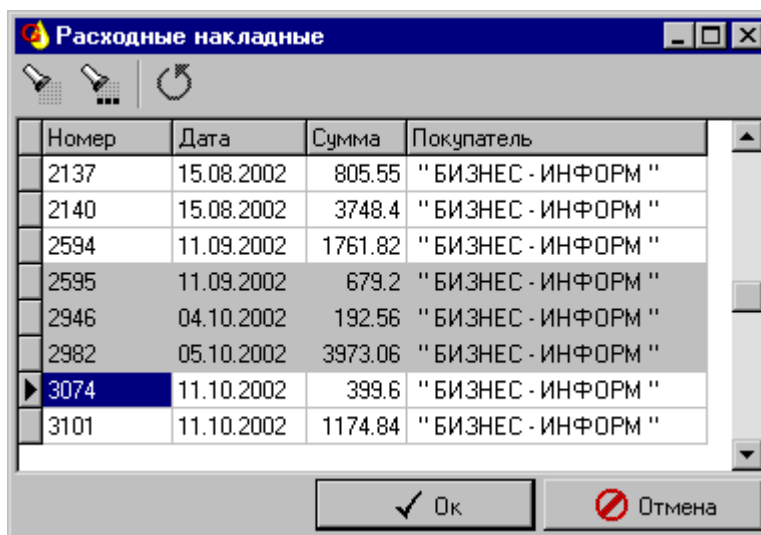 Расходные накладные
Номер Дата Сумма Покупатель
2137 15.08.2002 805.55 " БИЗНЕС - ИНФОРМ "
2140 15.08.2002 3748.4 " БИЗНЕС - ИНФОРМ "
2594 11.09.2002 1761.82 " БИЗНЕС - ИНФОРМ "
2595 11.09.2002 679.2 " БИЗНЕС - ИНФОРМ "
2946 04.10.2002 192.56 " БИЗНЕС - ИНФОРМ "
2982 05.10.2002 3973.06 " БИЗНЕС - ИНФОРМ "
3074 11.10.2002 399.6 " БИЗНЕС - ИНФОРМ "
3101 11.10.2002 1174.84 " БИЗНЕС - ИНФОРМ "
Ок Отмена